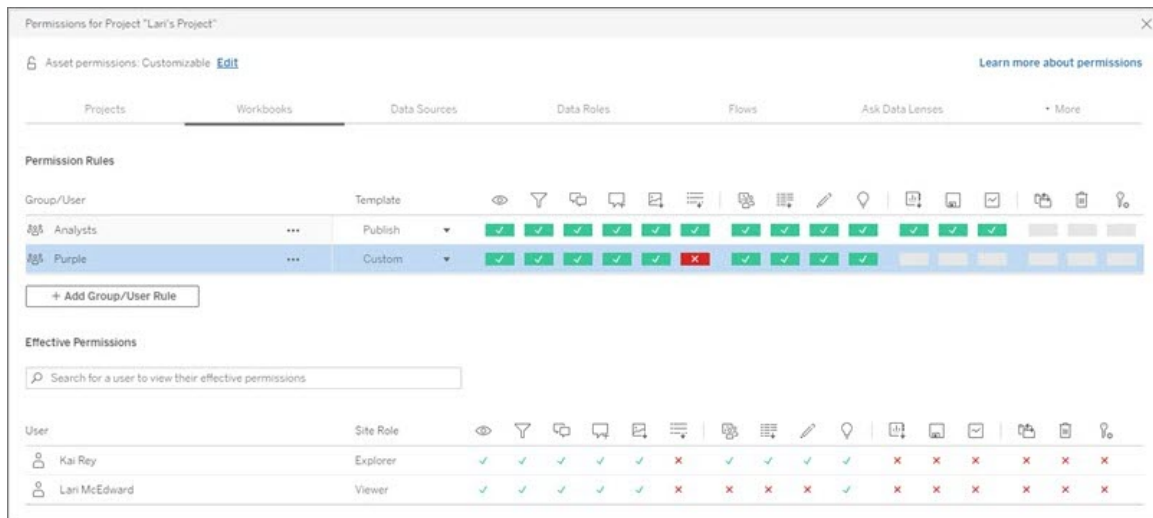 Permissions for Project "Lari's Project"
Asset permissions: Customizable Edit Learn more about permissions
Projects Workbooks Data Sources Data Roles Flows Ask Data Lenses • More
Permission Rules
Group/User Template
Analysts ••• Publish
Purple ••• Custom
+ Add Group/User Rule
Effective Permissions
Search for a user to view their effective permissions
User Site Role
Kai Rey Explorer
Lari McEdward Viewer